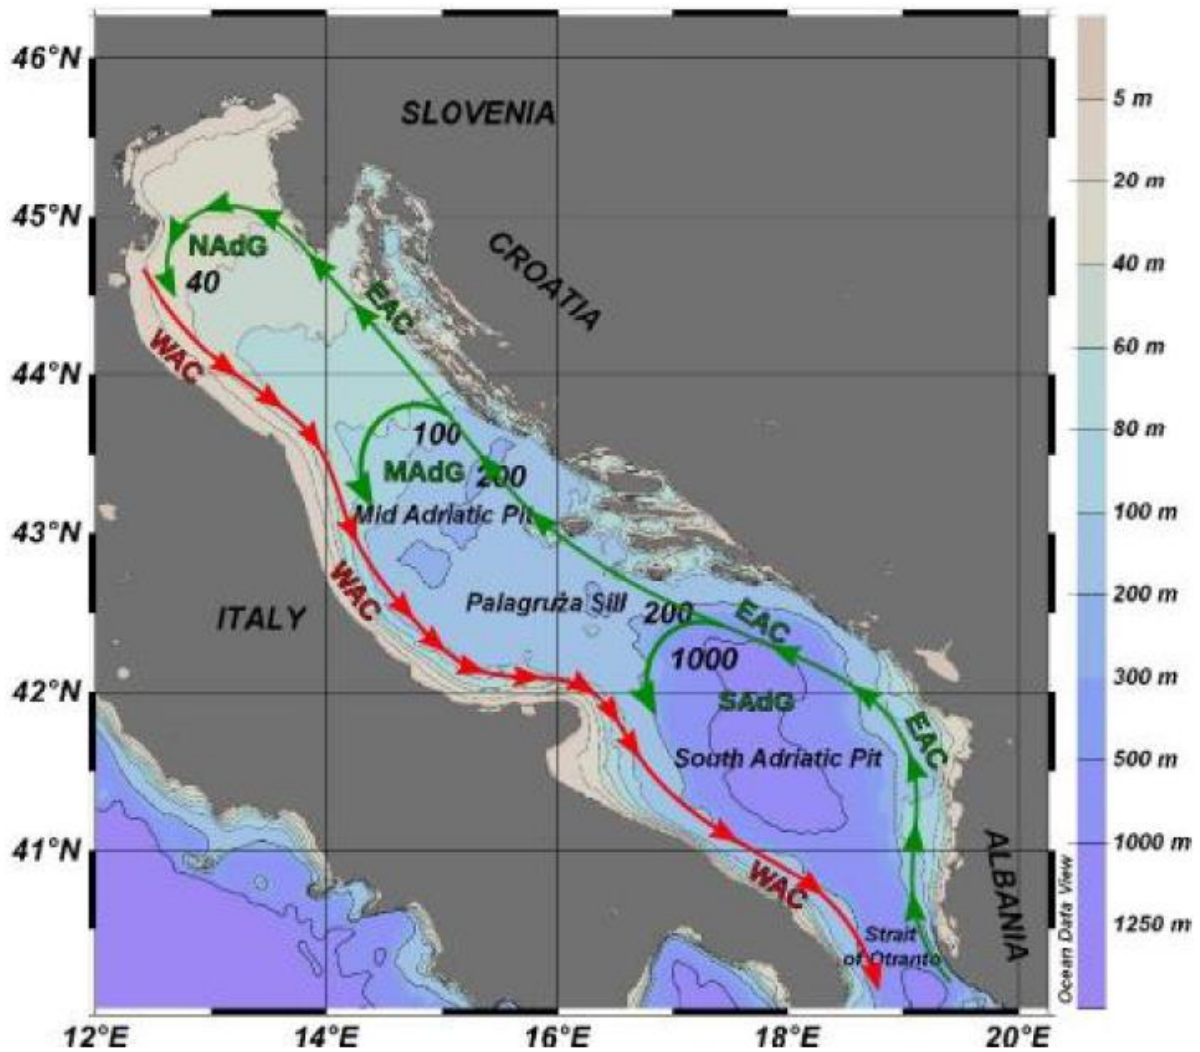 46°N
45°N
44°N
43°N
42°N
41°N
12°E
14°E
16°E
18°E
20°E
SLOVENIA
CROATIA
ITALY
ALBANIA
NAdG
40
EAC
WAC
100
MAdG
200
Mid Adriatic Pit
WAC
Palagruža Sill
200
EAC
1000
SAdG
EAC
South Adriatic Pit
WAC
Strait
of Otranto
5 m
20 m
40 m
60 m
80 m
100 m
200 m
300 m
500 m
1000 m
1250 m
Ocean Data View